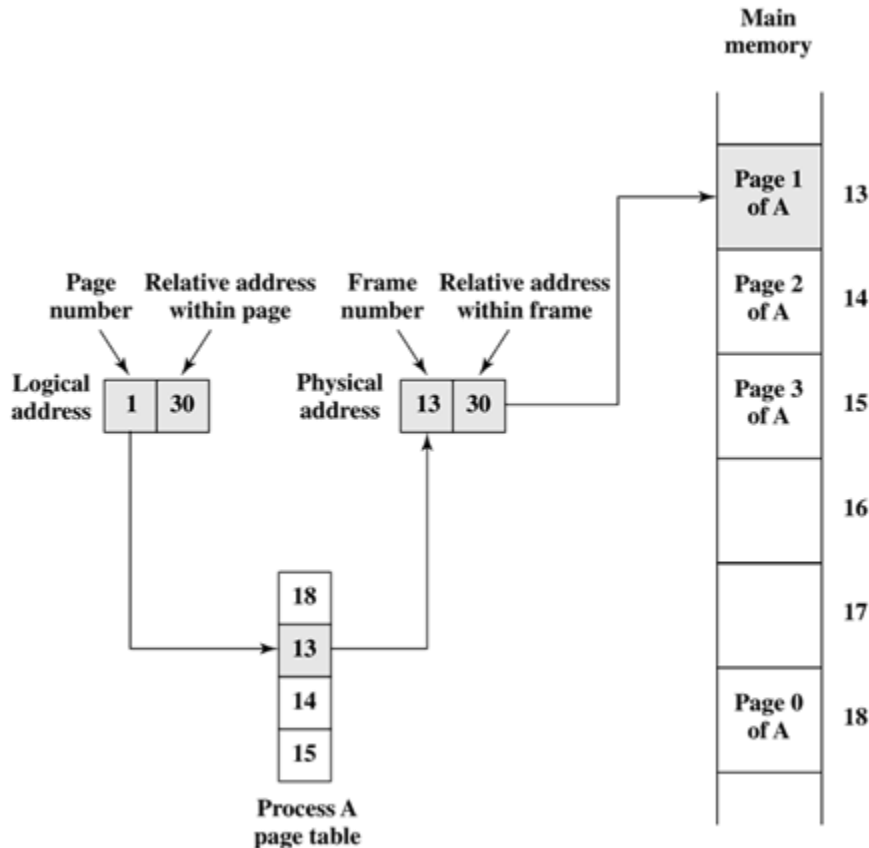 Main
memory
Page 1
of A
13
Page 2
of A
14
Page 3
of A
15
16
17
Page 0
of A
18
Page
number
Relative address
within page
Frame
number
Relative address
within frame
Logical
address
1
30
Physical
address
13
30
18
13
14
15
Process A
page table